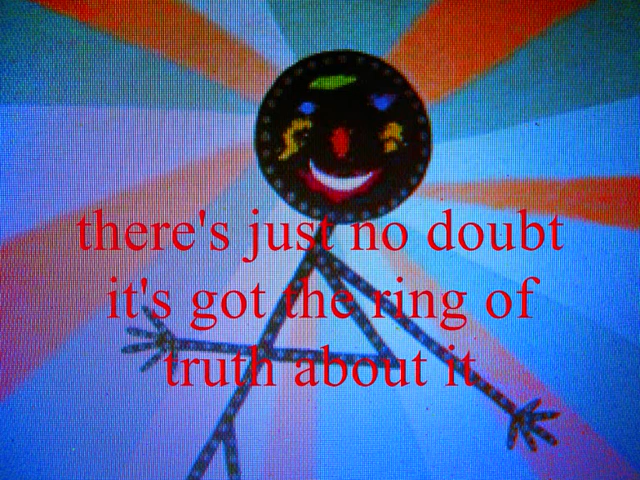 there's just no doubt
it's got the ring of
truth about it